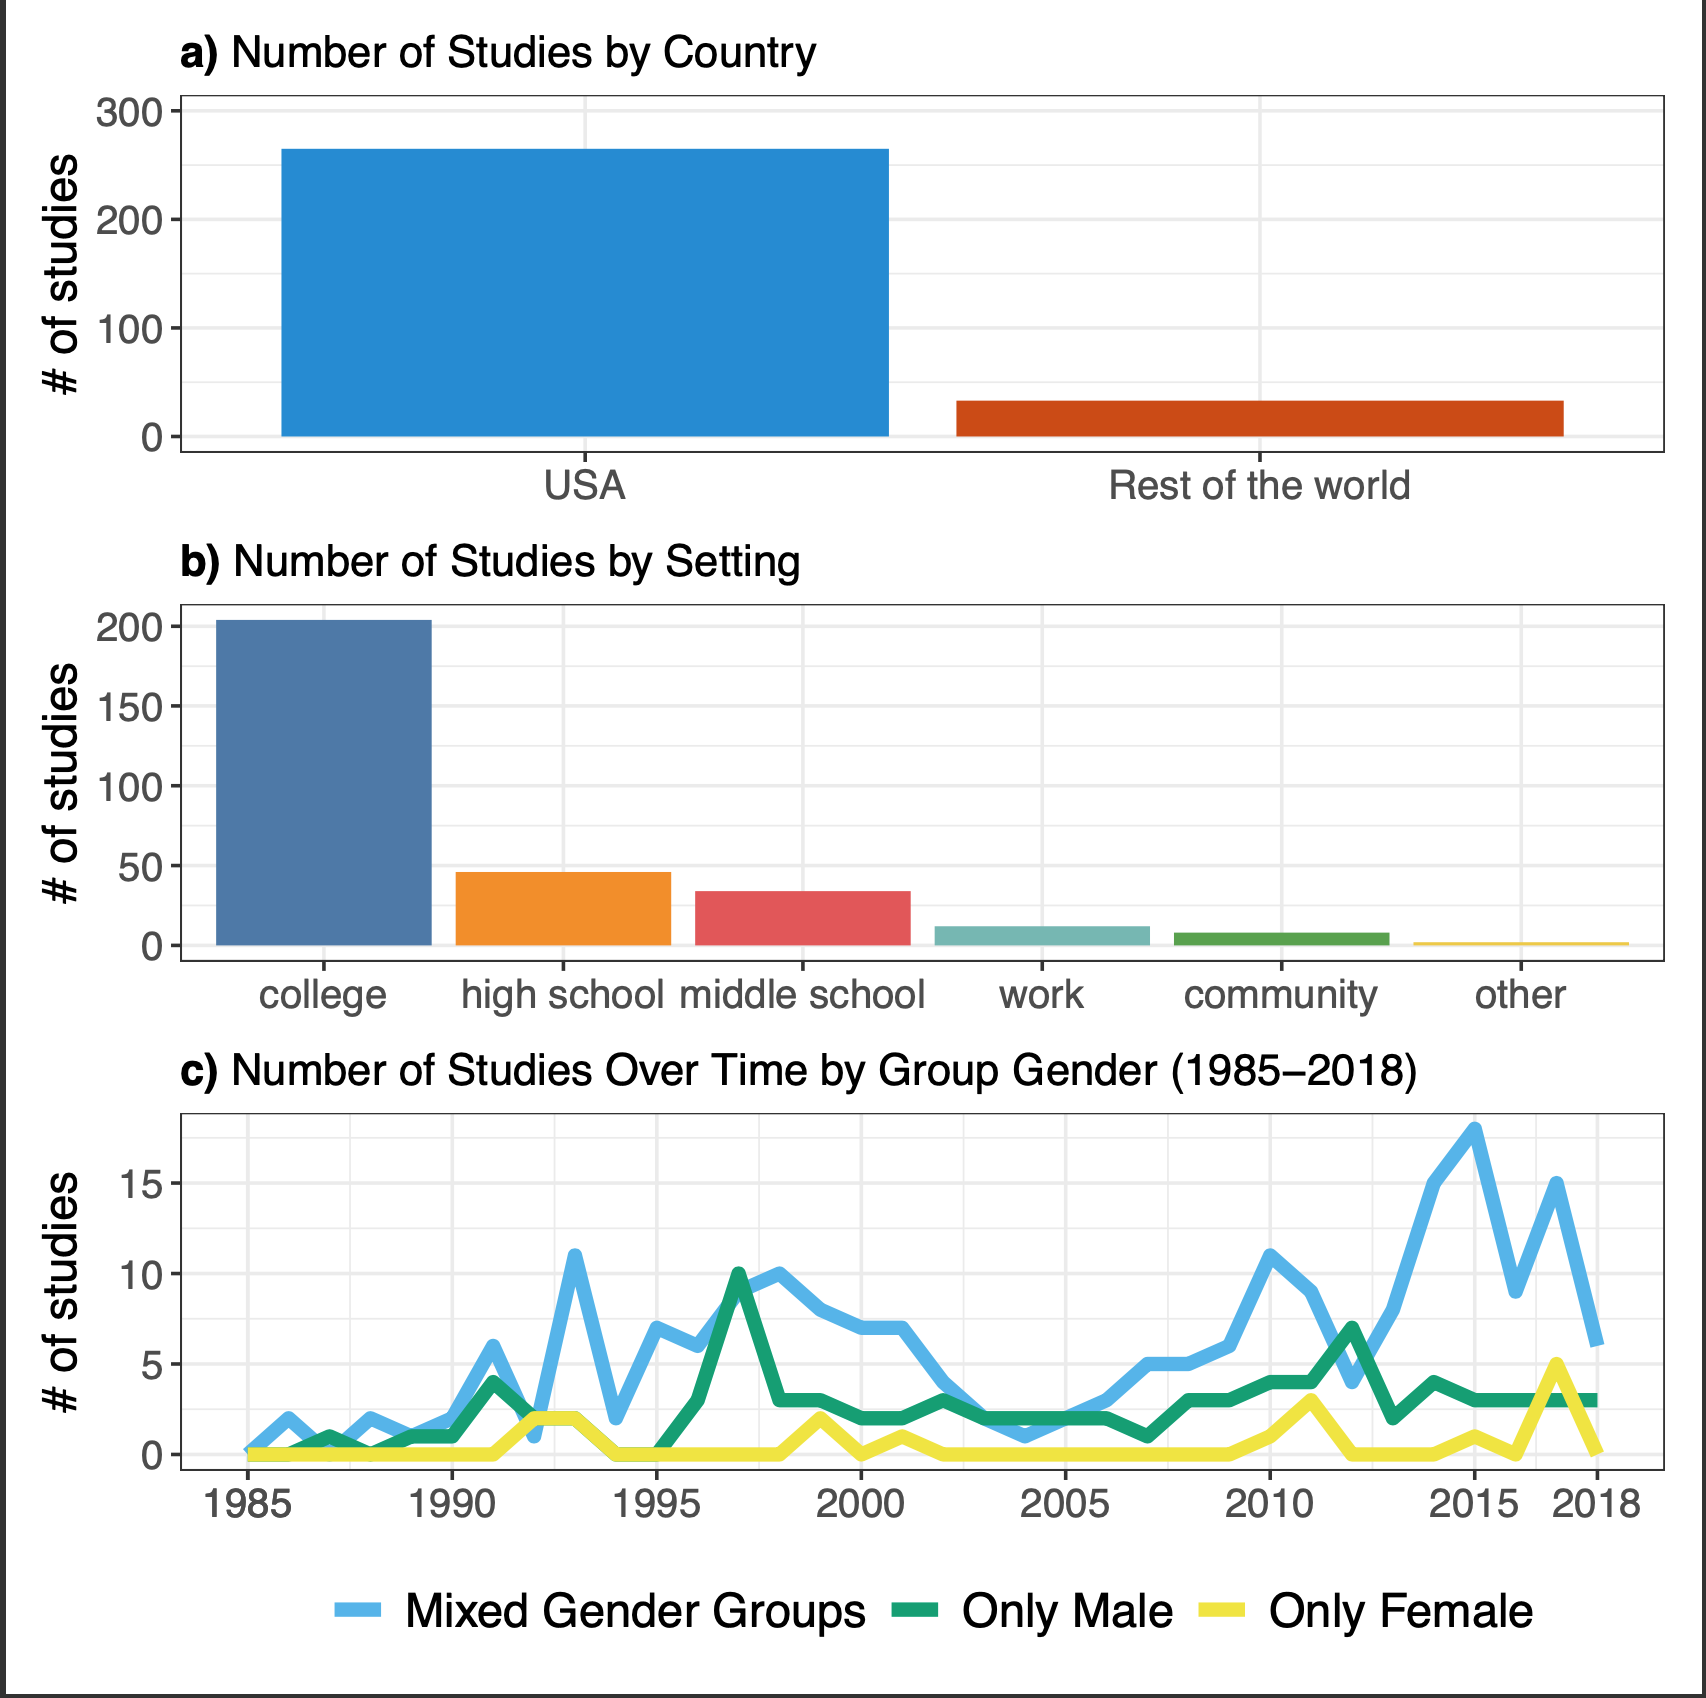 a) Number of Studies by Country
# of studies
300
200
100
0
USA Rest of the world
b) Number of Studies by Setting
# of studies
200
150
100
50
0
college high school middle school work community other
c) Number of Studies Over Time by Group Gender (1985–2018)
# of studies
15
10
5
0
1985 1990 1995 2000 2005 2010 2015 2018
Mixed Gender Groups Only Male Only Female